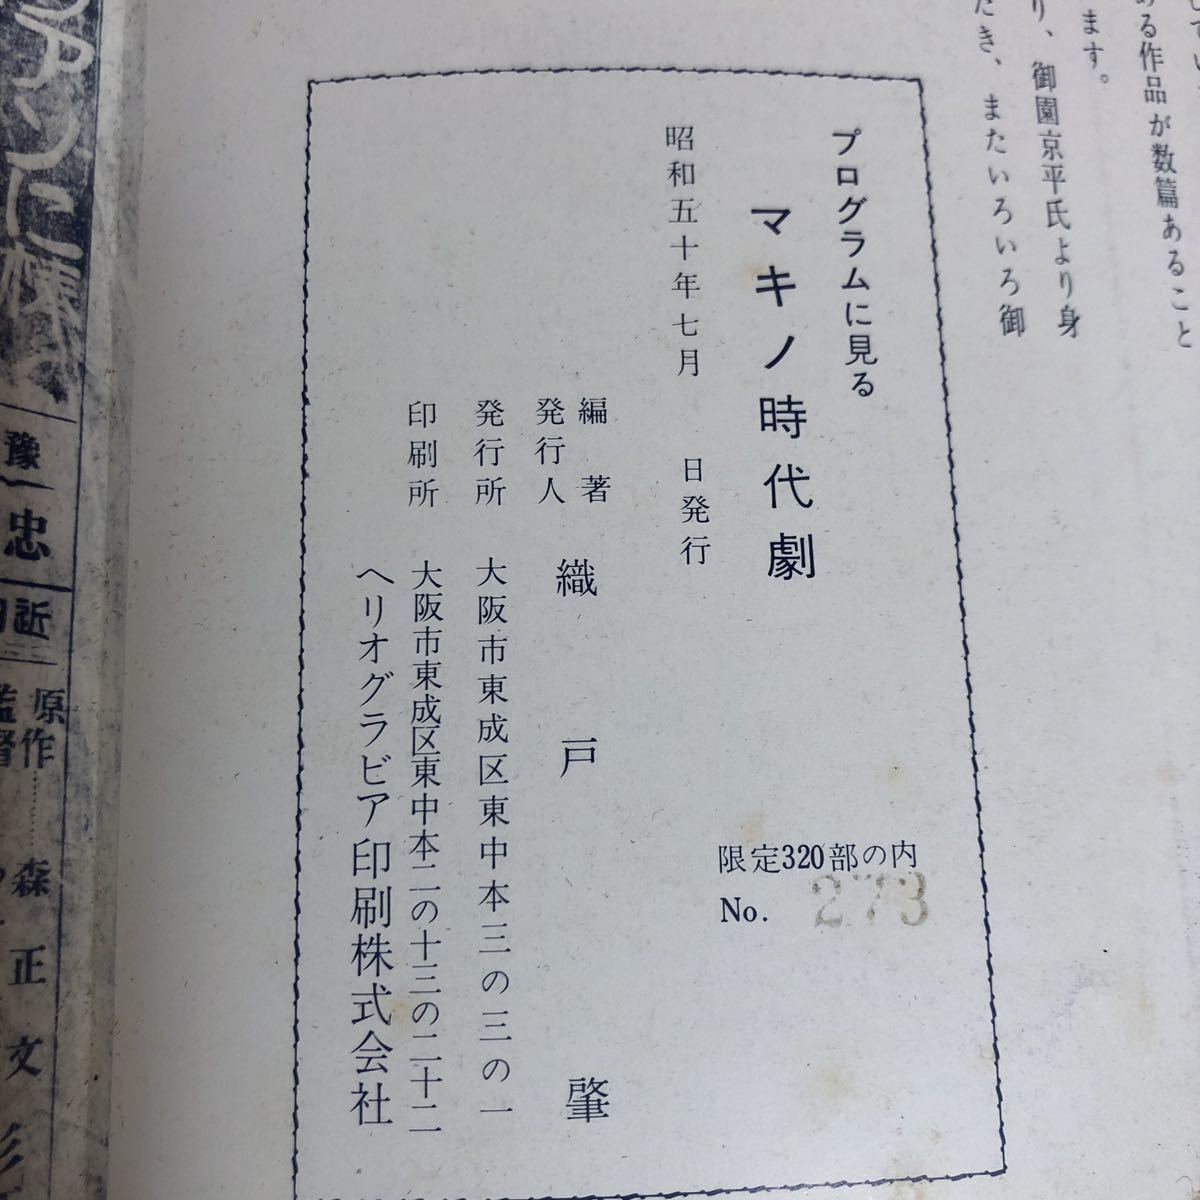 ある作品が数篇あること
ます。
り、御園京平氏より身
たき、またいろいろ御
プログラムに見る
マキノ時代劇
昭和五十年七月　日発行
限定320部の内
No. 273
編著
発行人　織戸肇
発行所　大阪市東成区東中本三の三の一
印刷所　大阪市東成区東中本二の十三の二十二
ヘリオグラビア印刷株式会社
豫
忠
近
原作
監督
森
正
文